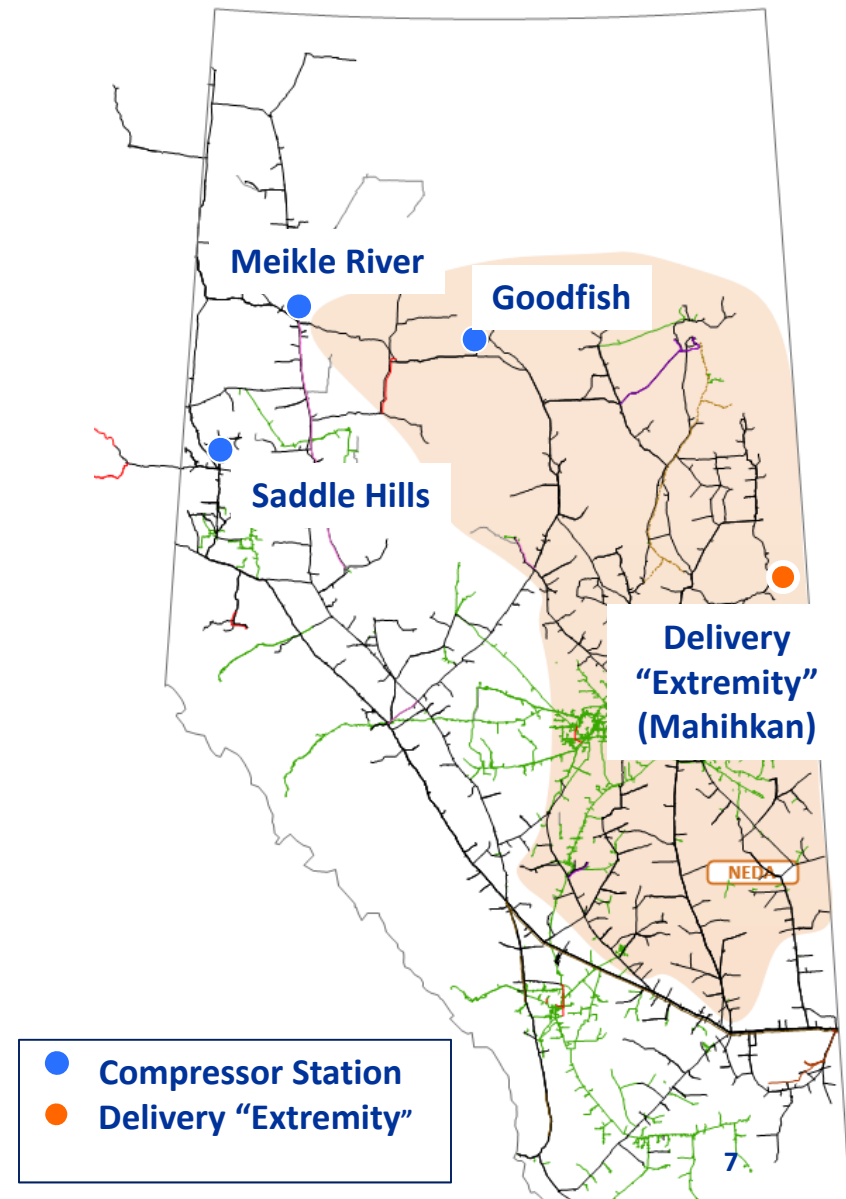 Meikle River
Goodfish
Saddle Hills
Delivery
“Extremity”
(Mahihkan)
NEDA
Compressor Station
Delivery “Extremity”
7